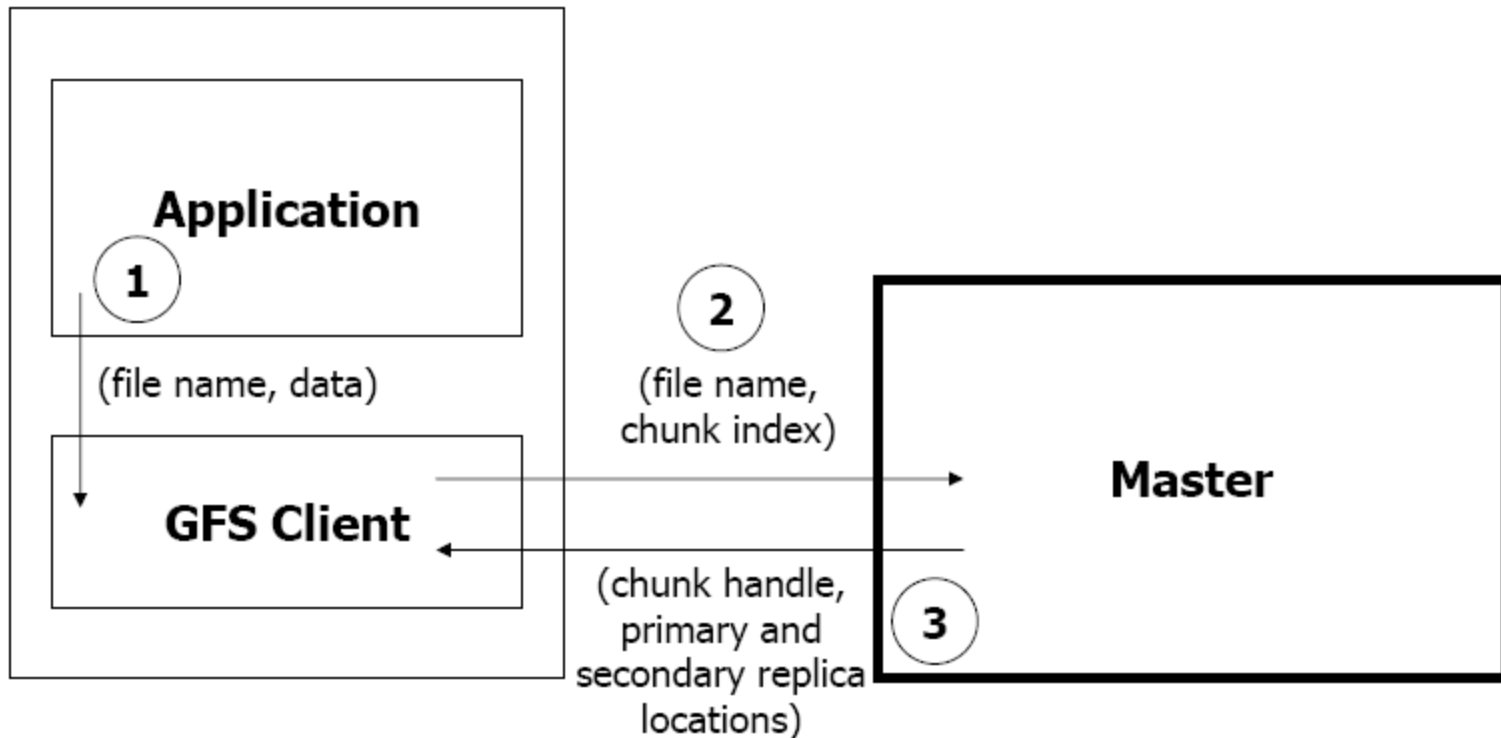 Application
1
(file name, data)
GFS Client
2
(file name,
chunk index)
Master
(chunk handle,
primary and
secondary replica
locations)
3